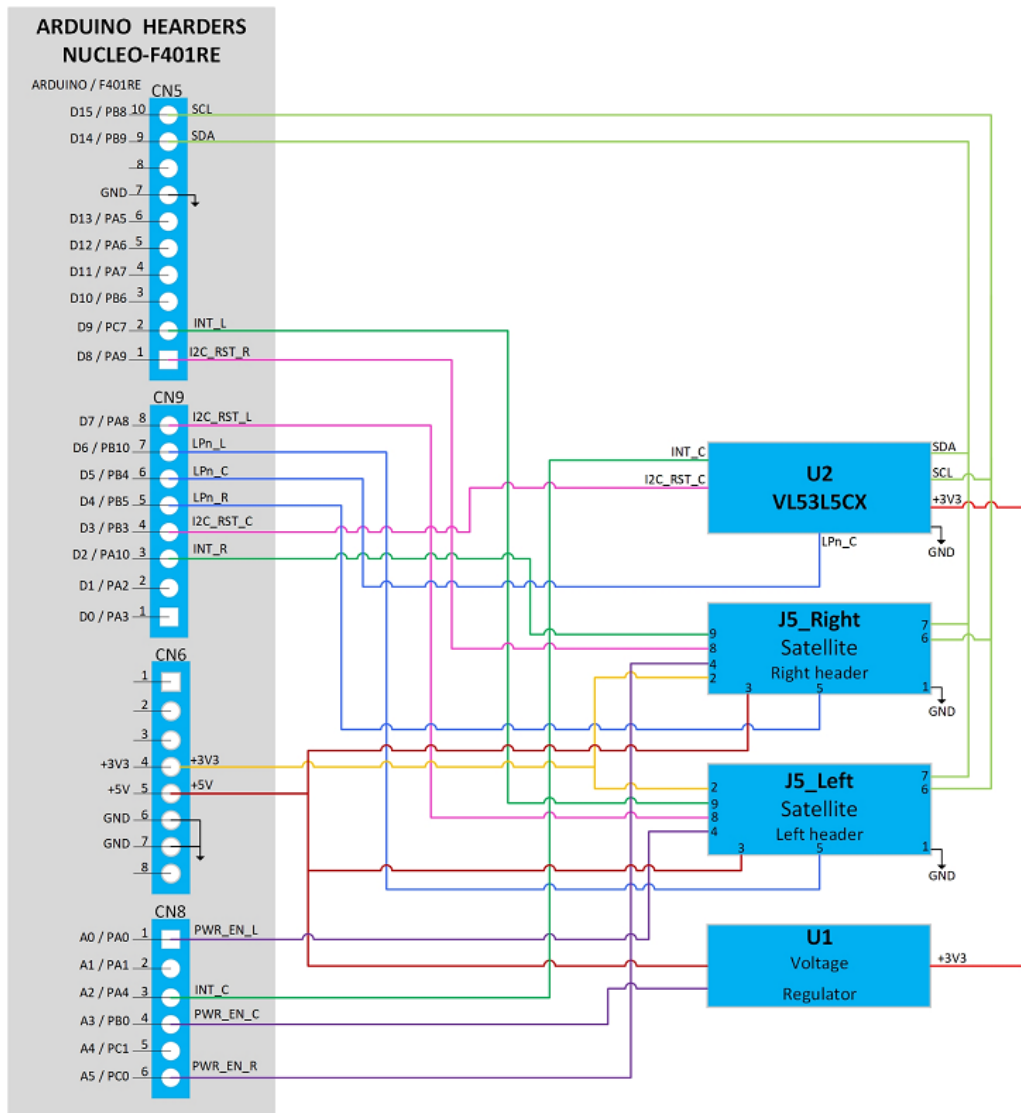 ARDUINO HEARDERS
NUCLEO-F401RE
ARDUINO / F401RE
CN5
D15 / PB8 10 SCL
D14 / PB9 9 SDA
8
GND 7
D13 / PA5 6
D12 / PA6 5
D11 / PA7 4
D10 / PB6 3
D9 / PC7 2 INT_L
D8 / PA9 1 I2C_RST_R
CN9
D7 / PA8 8 I2C_RST_L
D6 / PB10 7 LPn_L
D5 / PB4 6 LPn_C
D4 / PB5 5 LPn_R
D3 / PB3 4 I2C_RST_C
D2 / PA10 3 INT_R
D1 / PA2 2
D0 / PA3 1
CN6
1
2
3
+3V3 4 +3V3
+5V 5 +5V
GND 6
GND 7
8
CN8
A0 / PA0 1 PWR_EN_L
A1 / PA1 2
A2 / PA4 3 INT_C
A3 / PB0 4 PWR_EN_C
A4 / PC1 5
A5 / PC0 6 PWR_EN_R
INT_C
I2C_RST_C
U2
VL53L5CX
SDA
SCL
+3V3
GND
LPn_C
J5_Right
Satellite
Right header
9
8
4
2
3
5
7
6
1
GND
J5_Left
Satellite
Left header
2
9
8
4
3
5
7
6
1
GND
U1
Voltage
Regulator
+3V3